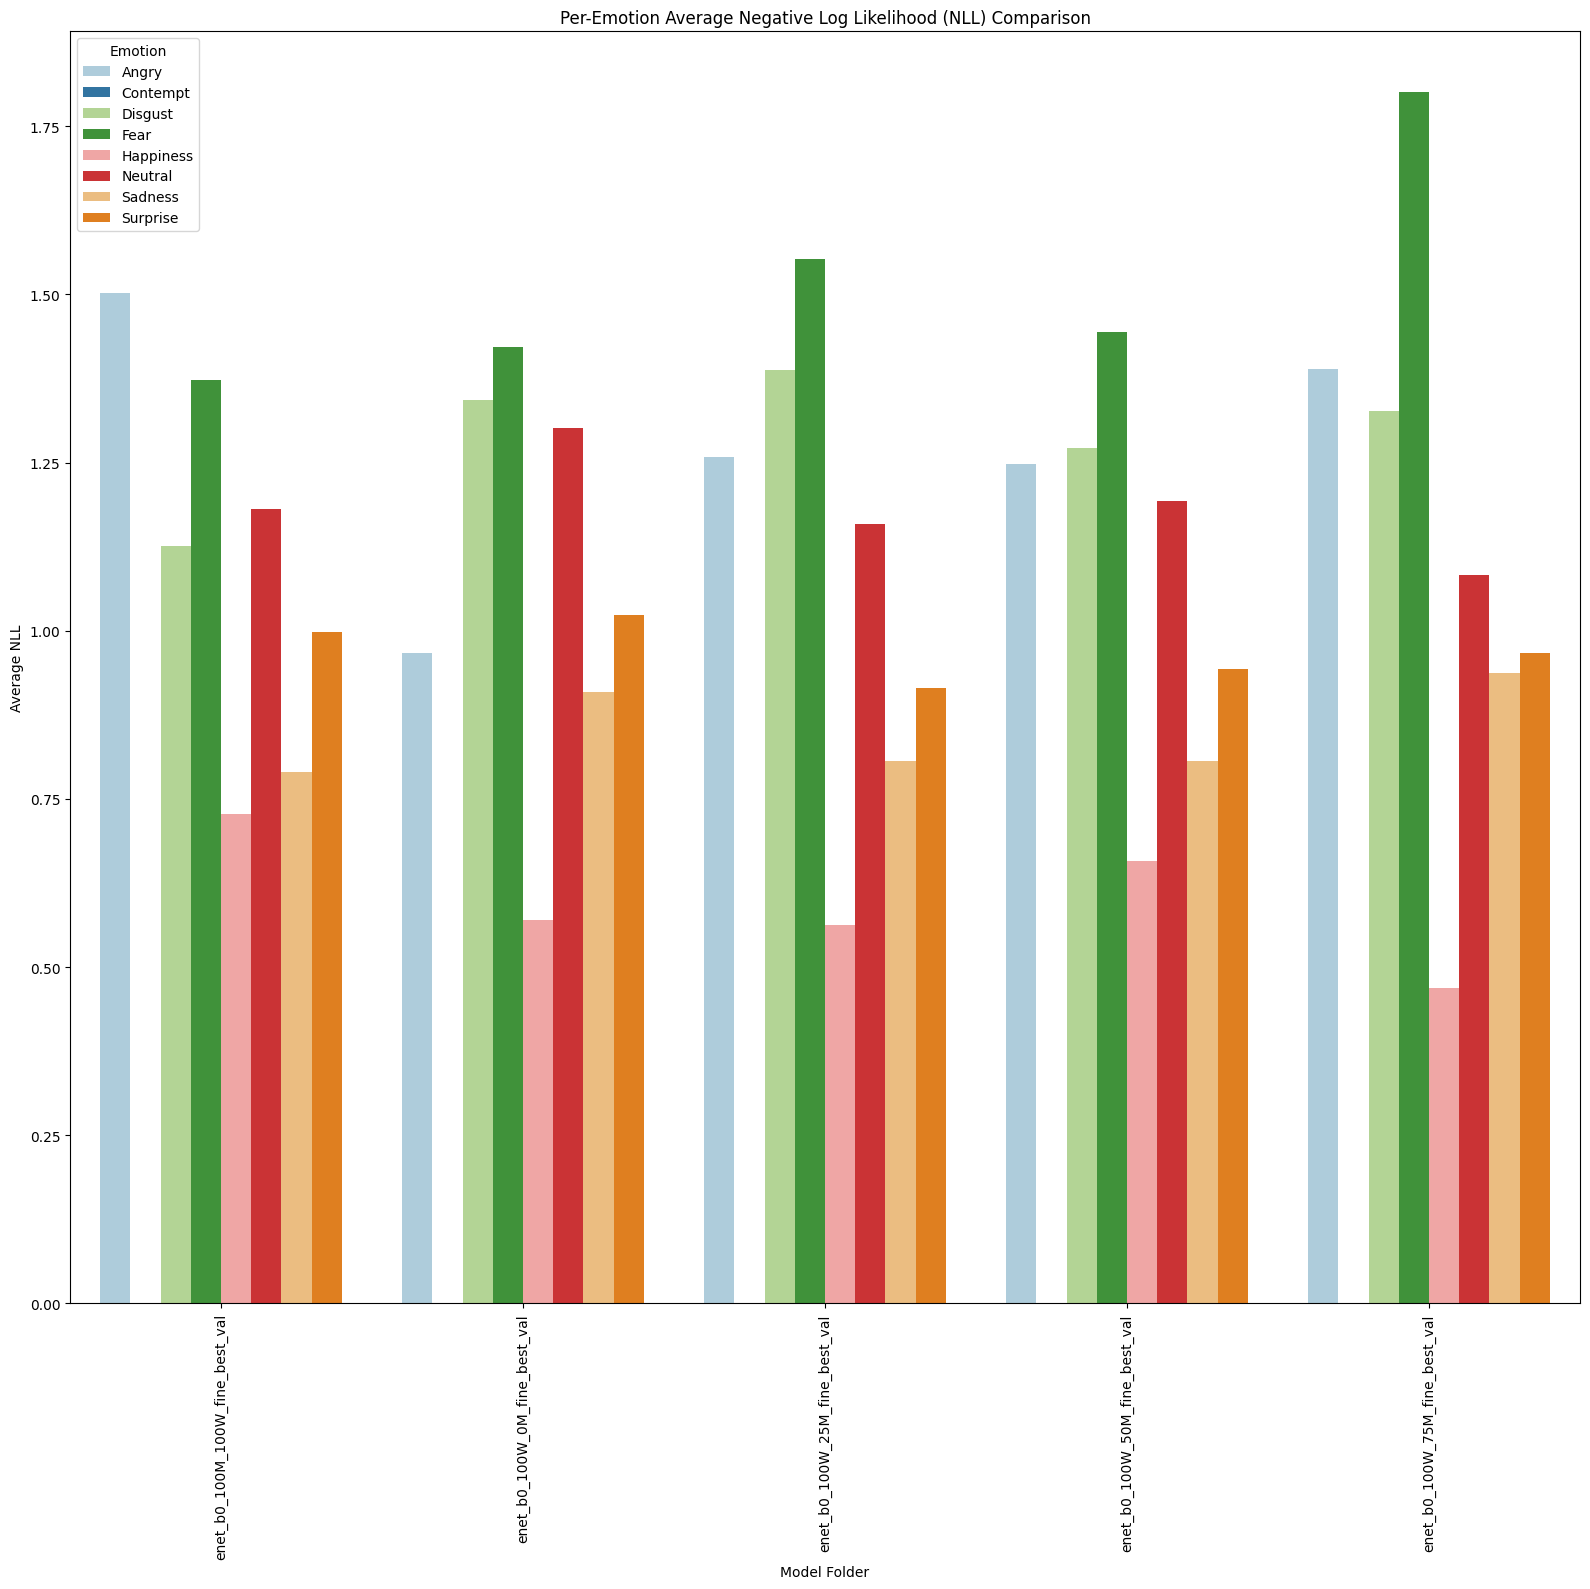 Per-Emotion Average Negative Log Likelihood (NLL) Comparison
Emotion
Angry
Contempt
Disgust
Fear
Happiness
Neutral
Sadness
Surprise
Average NLL
1.75
1.50
1.25
1.00
0.75
0.50
0.25
0.00
enet_b0_100M_100W_fine_best_val
enet_b0_100W_0M_fine_best_val
enet_b0_100W_25M_fine_best_val
enet_b0_100W_50M_fine_best_val
enet_b0_100W_75M_fine_best_val
Model Folder